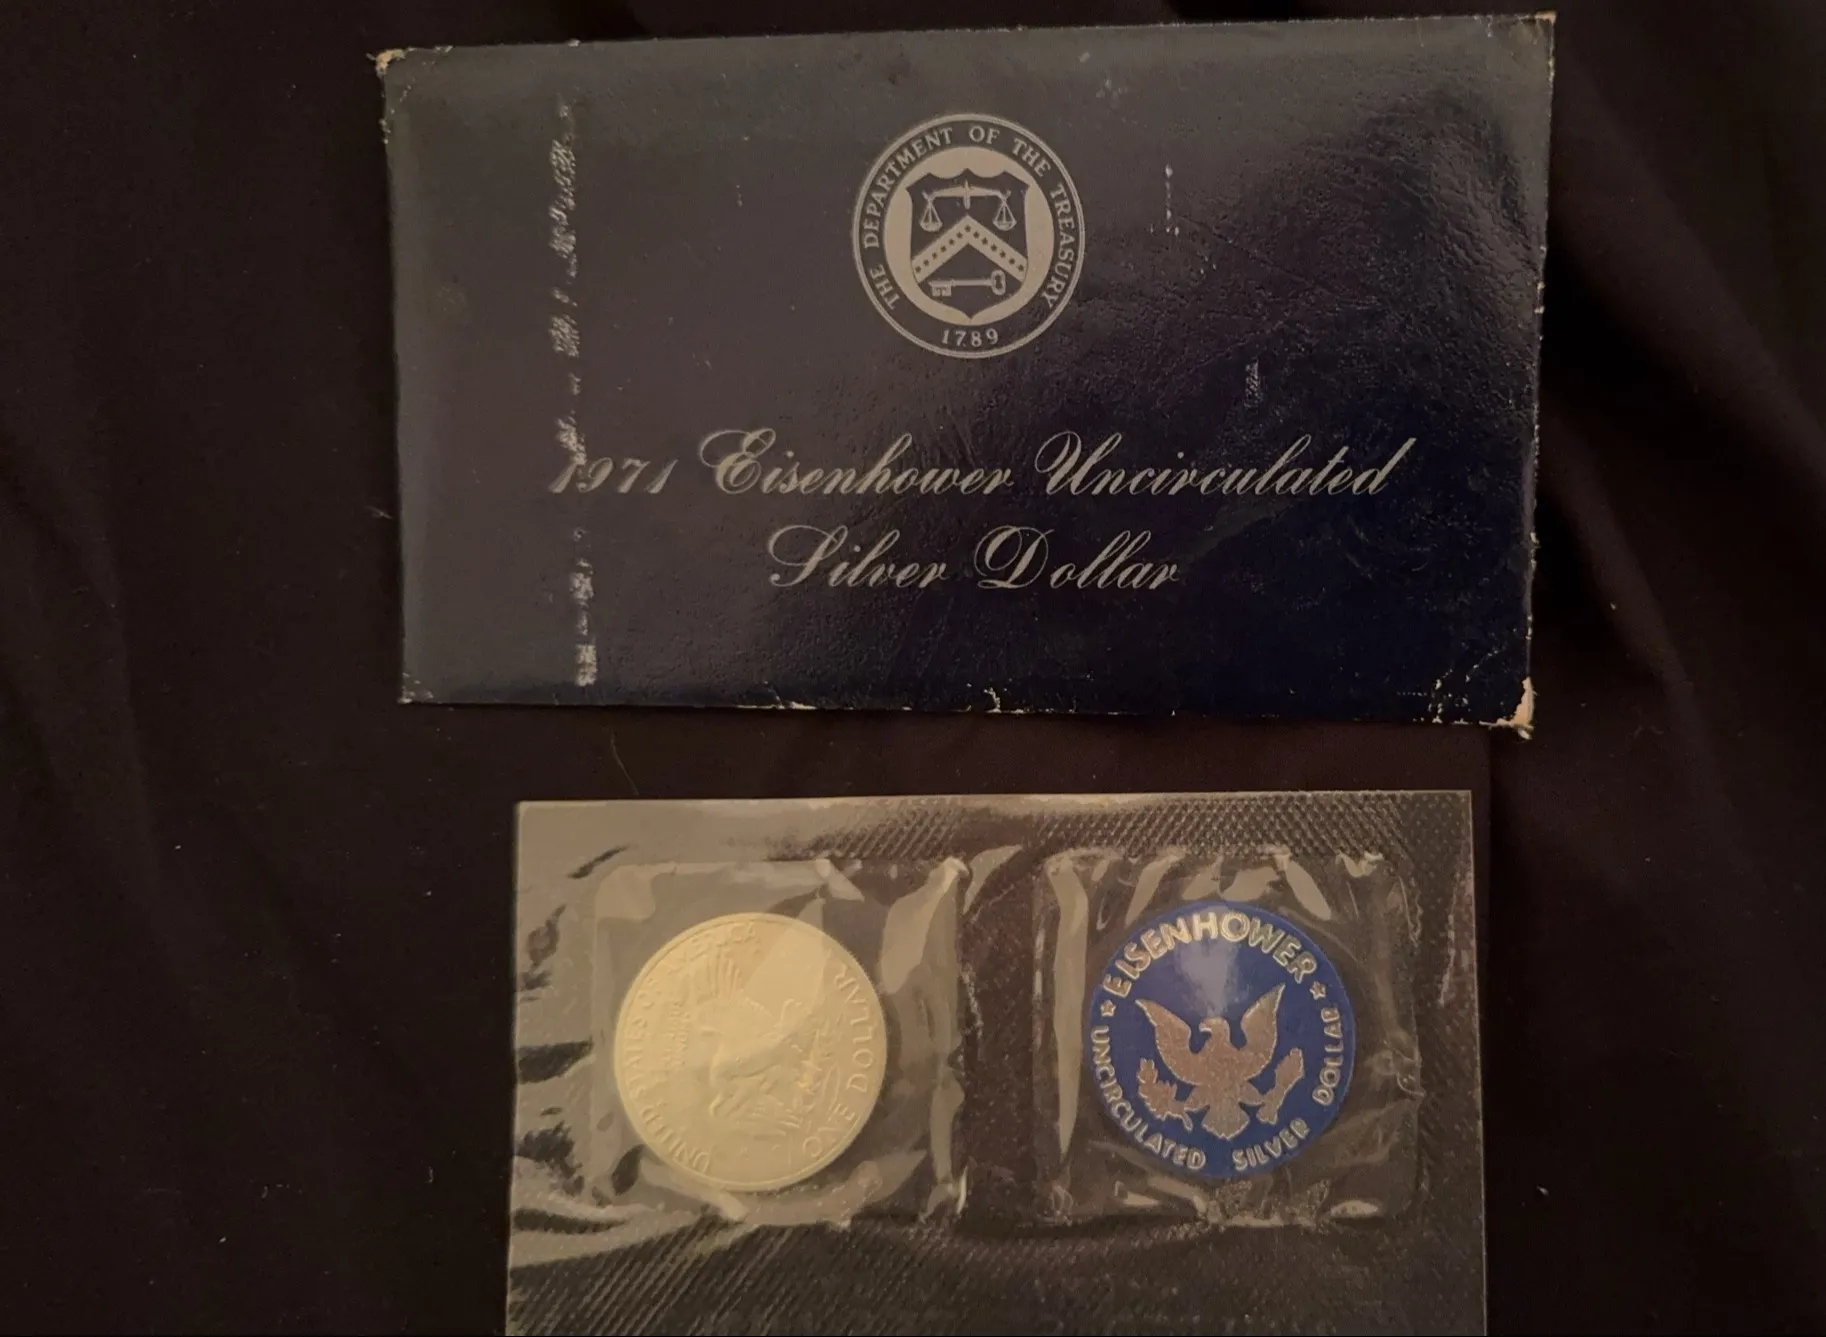 THE DEPARTMENT OF THE TREASURY
1789
1971 Eisenhower Uncirculated
Silver Dollar
UNITED STATES OF AMERICA
ONE DOLLAR
EISENHOWER
UNCIRCULATED SILVER DOLLAR